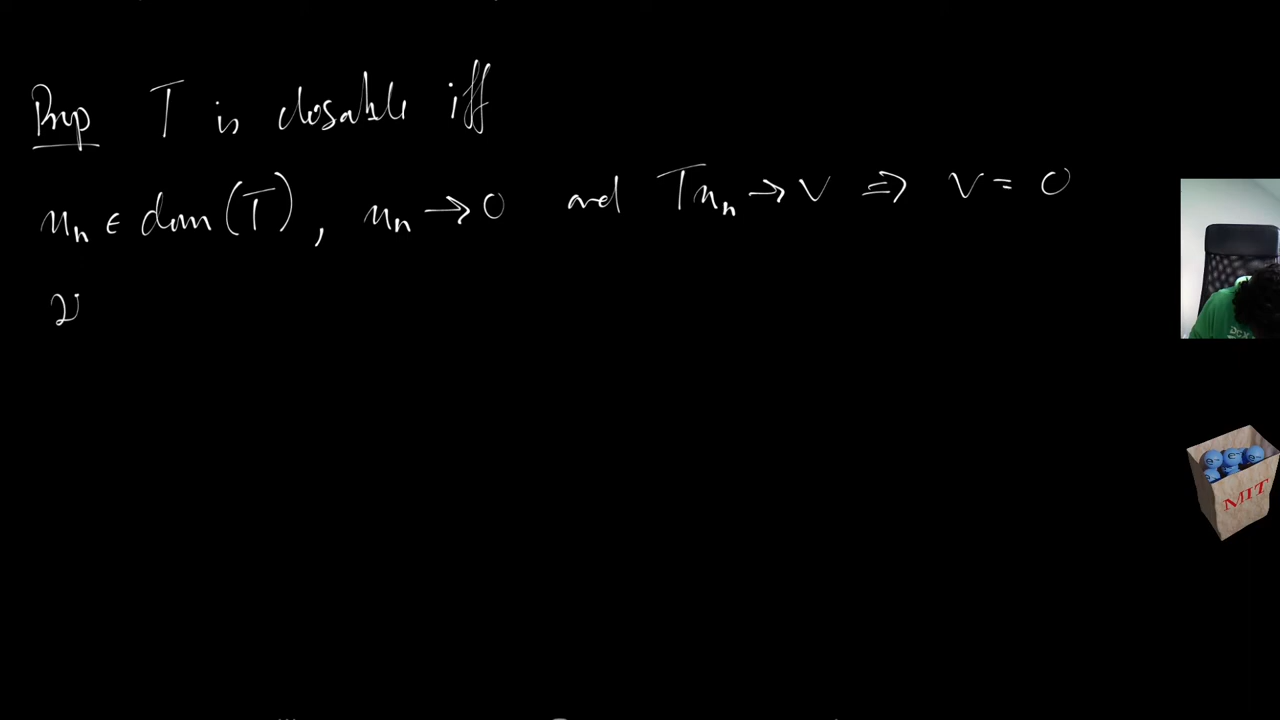 Prop T is closable iff
uₙ ∈ dom(T), uₙ → 0 and Tuₙ → v ⇒ v = 0
e⁻ e⁻ e⁻
MIT